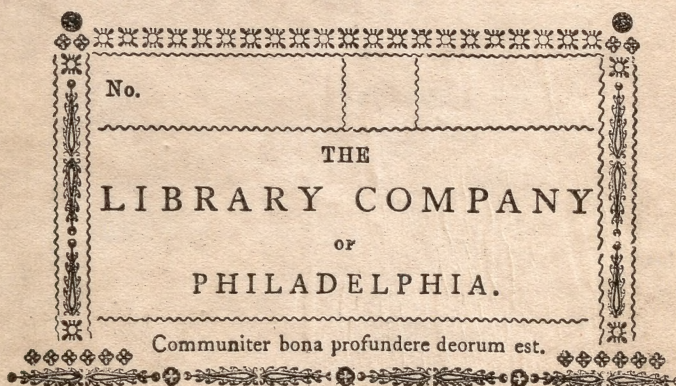 No.
THE
LIBRARY COMPANY
OF
PHILADELPHIA.
Communiter bona profundere deorum est.